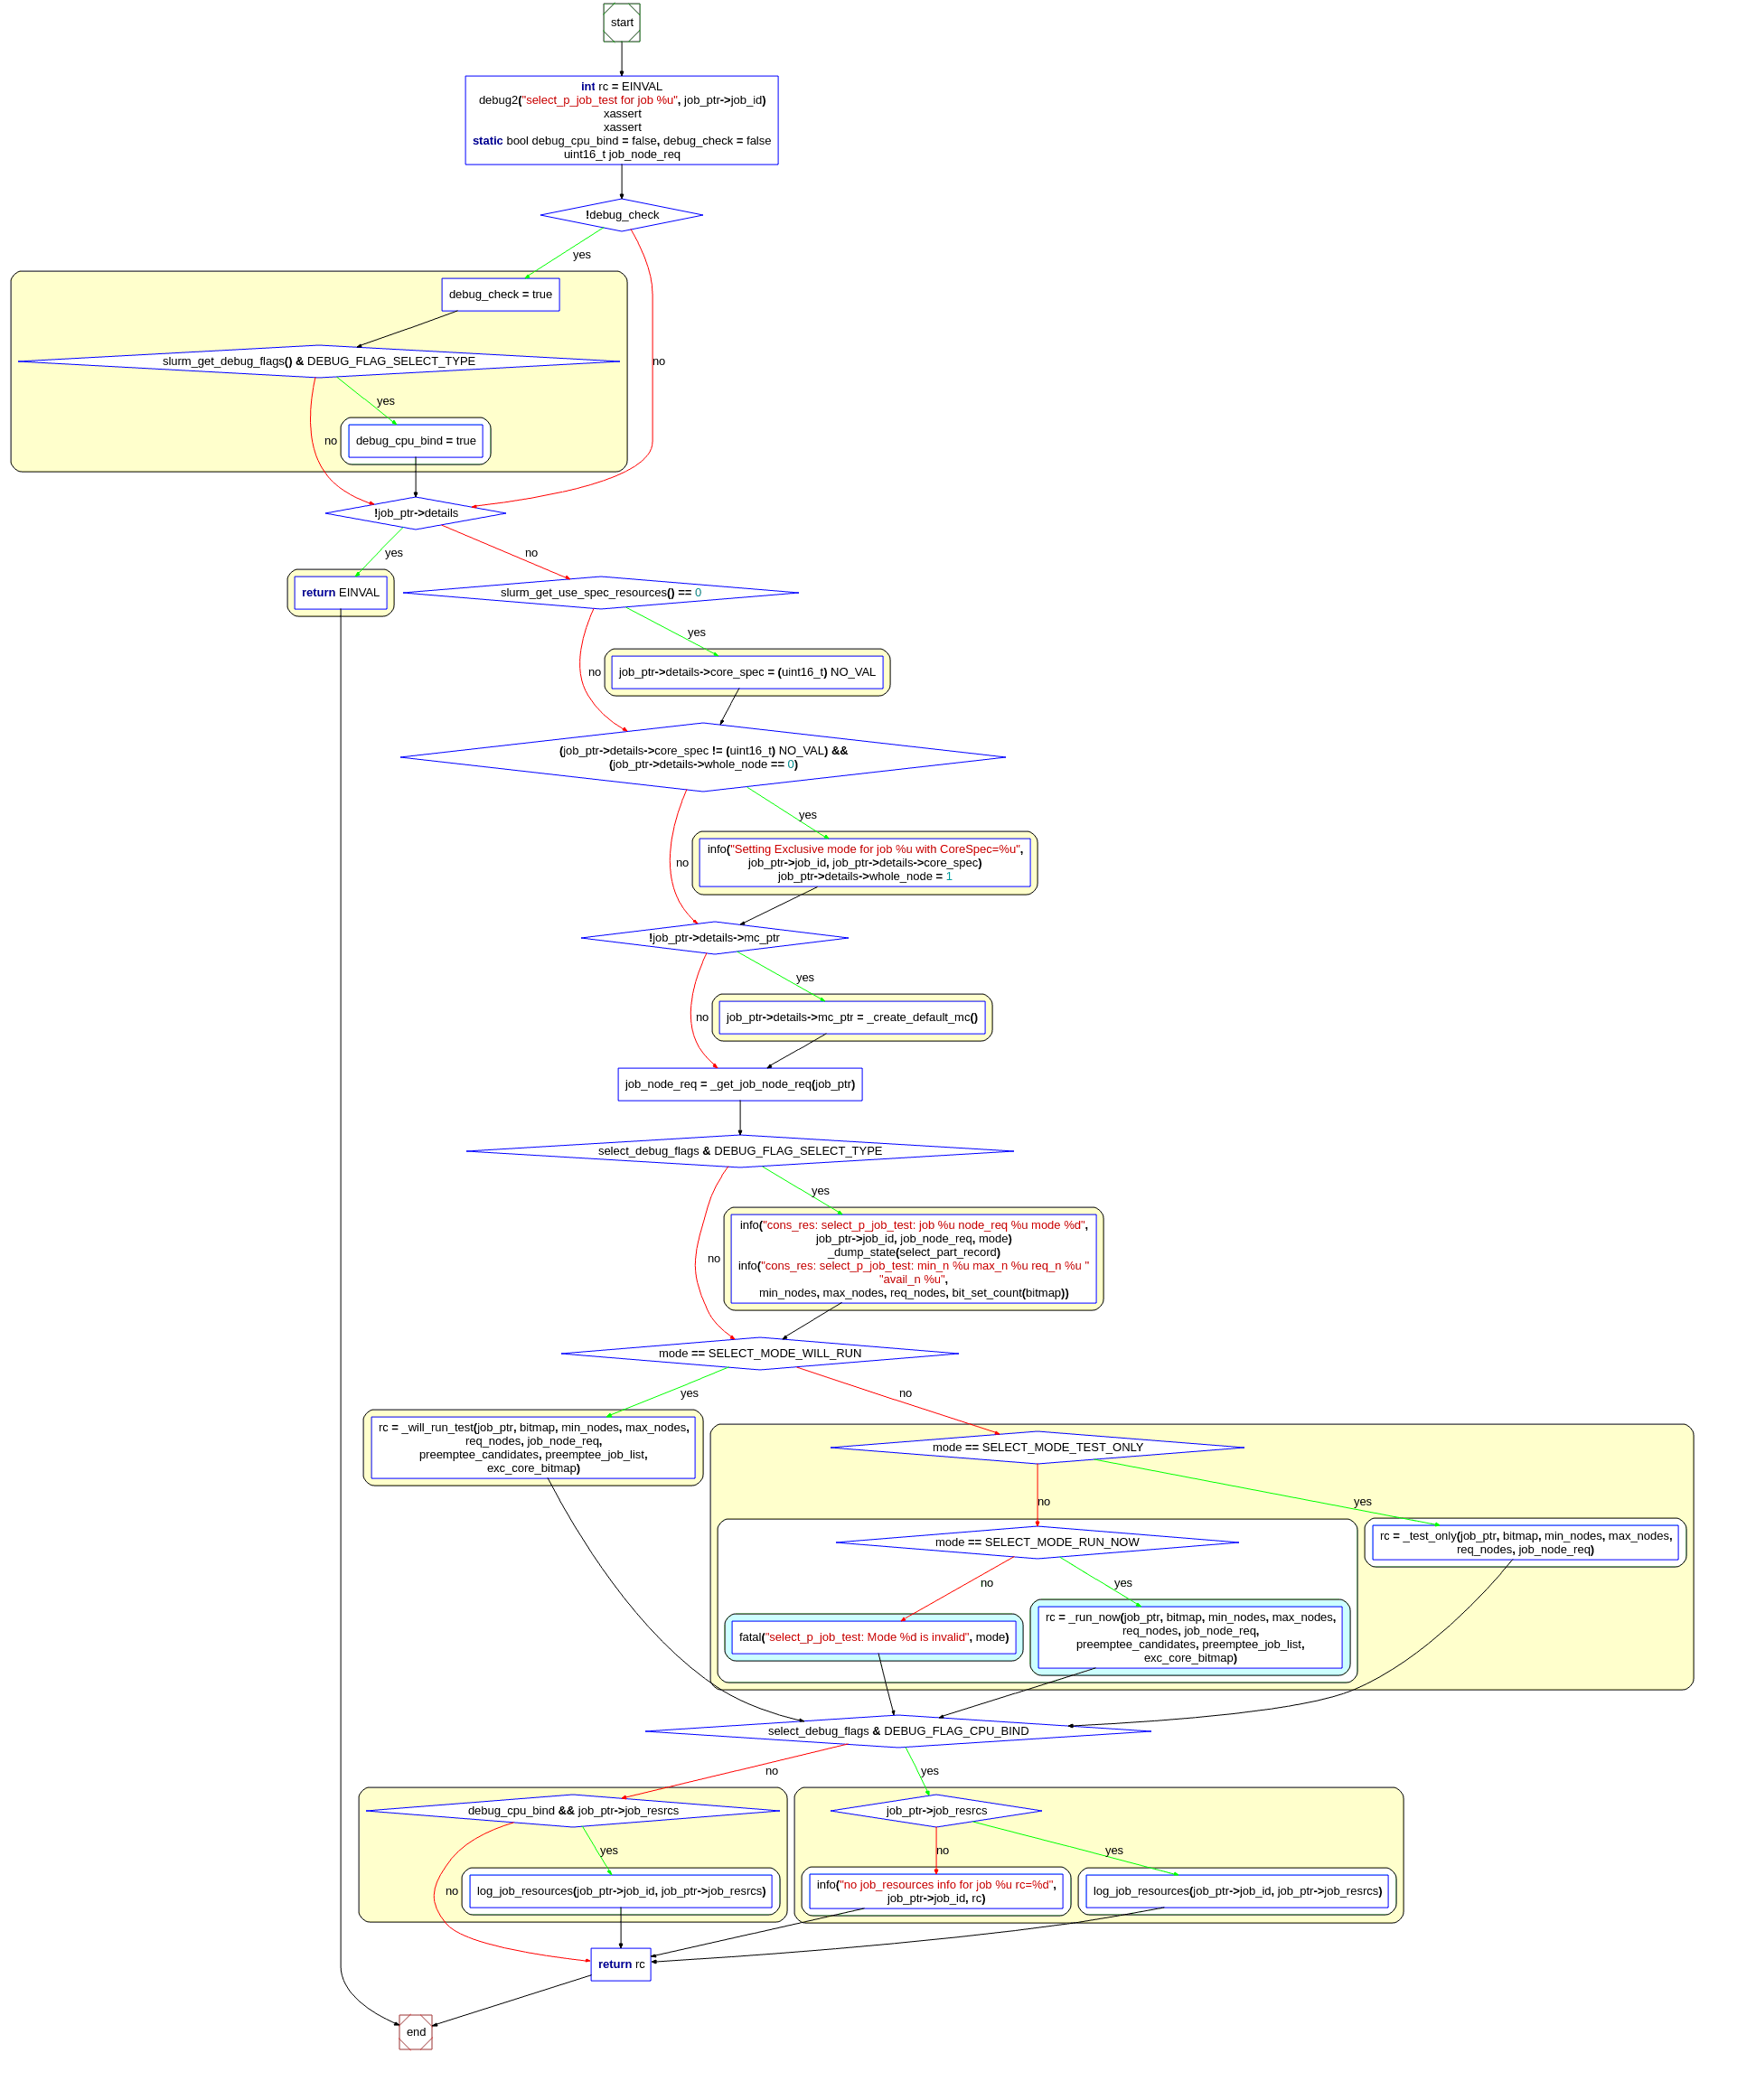 start
int rc = EINVAL
debug2("select_p_job_test for job %u", job_ptr->job_id)
xassert
xassert
static bool debug_cpu_bind = false, debug_check = false
uint16_t job_node_req
!debug_check
yes
debug_check = true
no
slurm_get_debug_flags() & DEBUG_FLAG_SELECT_TYPE
yes
no
debug_cpu_bind = true
!job_ptr->details
yes
no
return EINVAL
slurm_get_use_spec_resources() == 0
yes
no
job_ptr->details->core_spec = (uint16_t) NO_VAL
(job_ptr->details->core_spec != (uint16_t) NO_VAL) &&
(job_ptr->details->whole_node == 0)
yes
no
info("Setting Exclusive mode for job %u with CoreSpec=%u",
job_ptr->job_id, job_ptr->details->core_spec)
job_ptr->details->whole_node = 1
!job_ptr->details->mc_ptr
yes
no
job_ptr->details->mc_ptr = _create_default_mc()
job_node_req = _get_job_node_req(job_ptr)
select_debug_flags & DEBUG_FLAG_SELECT_TYPE
yes
no
info("cons_res: select_p_job_test: job %u node_req %u mode %d",
job_ptr->job_id, job_node_req, mode)
_dump_state(select_part_record)
info("cons_res: select_p_job_test: min_n %u max_n %u req_n %u "
"avail_n %u",
min_nodes, max_nodes, req_nodes, bit_set_count(bitmap))
mode == SELECT_MODE_WILL_RUN
yes
no
rc = _will_run_test(job_ptr, bitmap, min_nodes, max_nodes,
req_nodes, job_node_req,
preemptee_candidates, preemptee_job_list,
exc_core_bitmap)
mode == SELECT_MODE_TEST_ONLY
no
yes
mode == SELECT_MODE_RUN_NOW
rc = _test_only(job_ptr, bitmap, min_nodes, max_nodes,
req_nodes, job_node_req)
no
yes
fatal("select_p_job_test: Mode %d is invalid", mode)
rc = _run_now(job_ptr, bitmap, min_nodes, max_nodes,
req_nodes, job_node_req,
preemptee_candidates, preemptee_job_list,
exc_core_bitmap)
select_debug_flags & DEBUG_FLAG_CPU_BIND
no
yes
debug_cpu_bind && job_ptr->job_resrcs
job_ptr->job_resrcs
yes
no
yes
no
log_job_resources(job_ptr->job_id, job_ptr->job_resrcs)
info("no job_resources info for job %u rc=%d",
job_ptr->job_id, rc)
log_job_resources(job_ptr->job_id, job_ptr->job_resrcs)
return rc
end